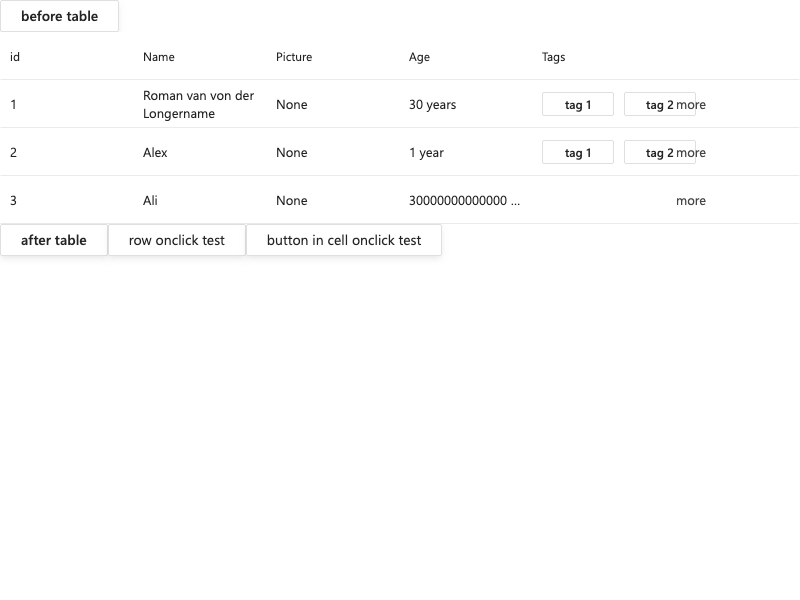 before table
id Name Picture Age Tags
1 Roman van von der Longername None 30 years tag 1 tag 2 more
2 Alex None 1 year tag 1 tag 2 more
3 Ali None 30000000000000 ... more
after table row onclick test button in cell onclick test